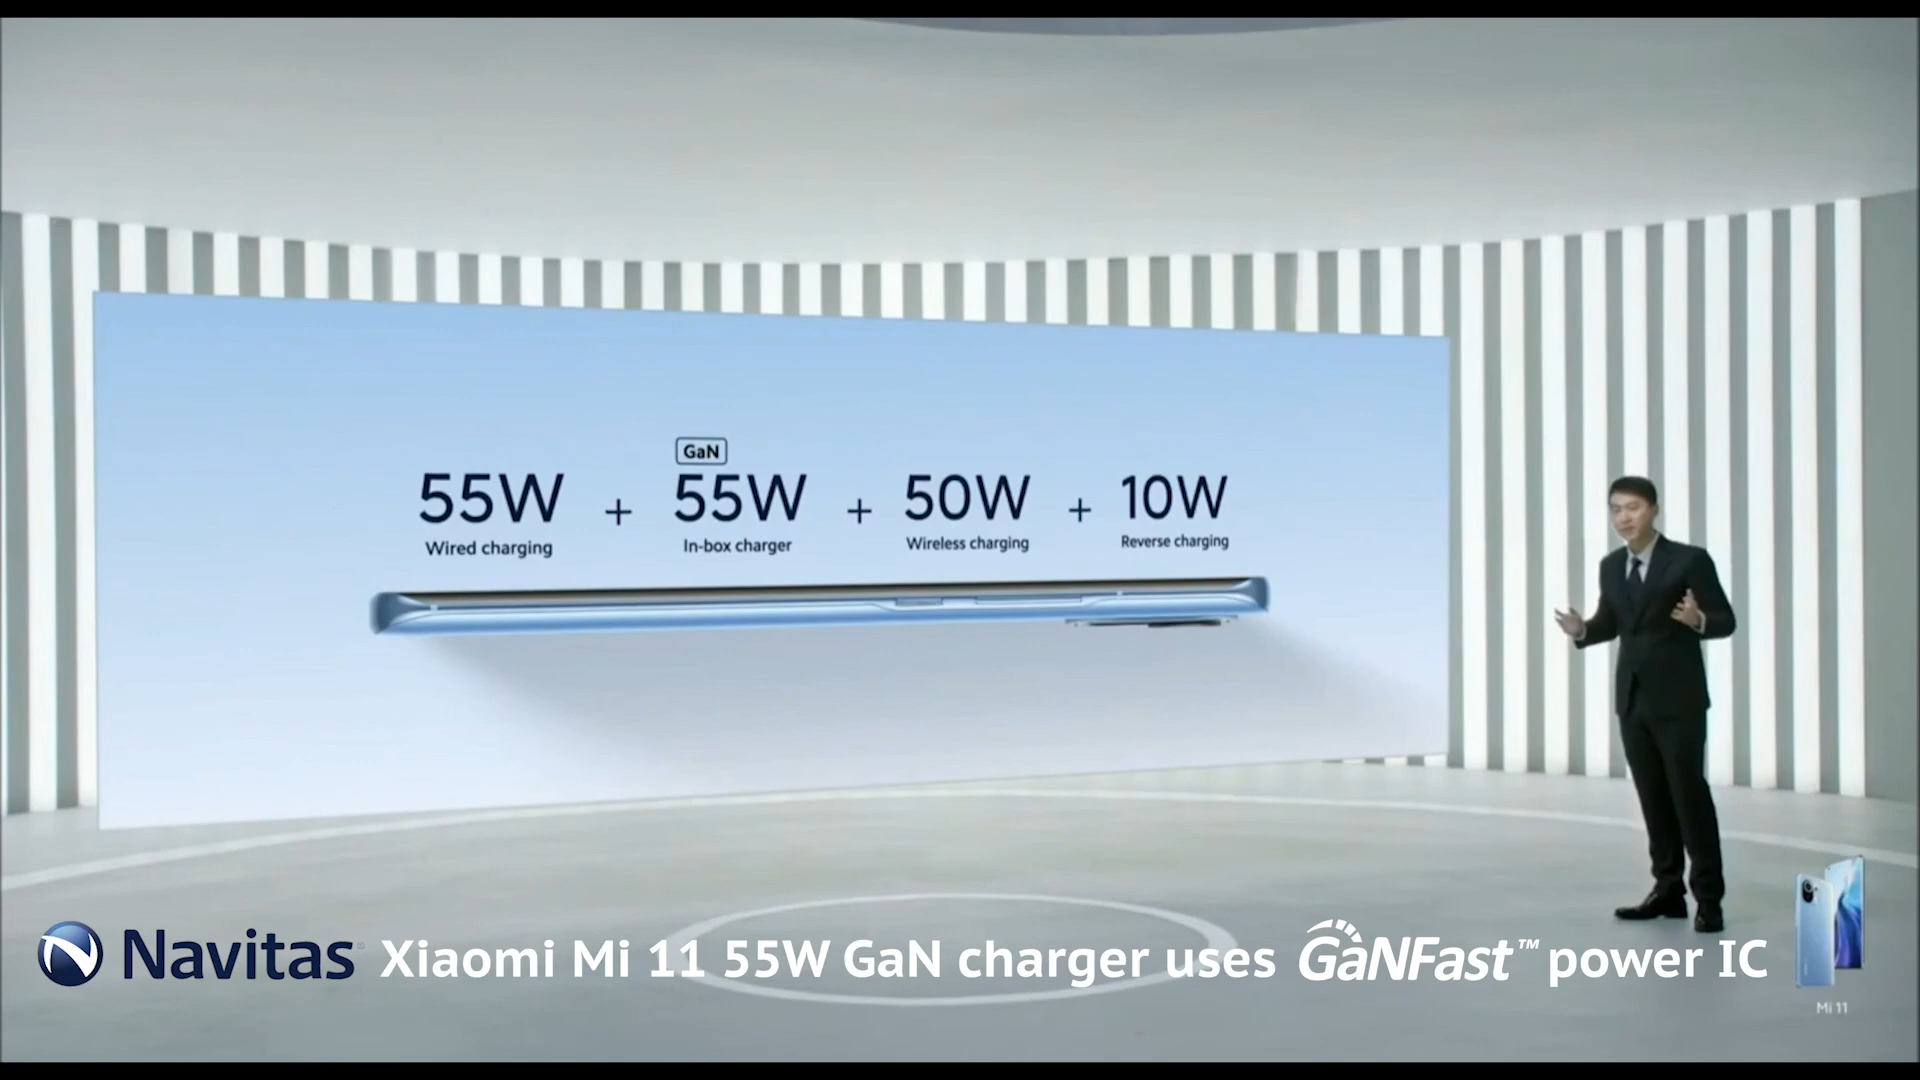 GaN
55W + 55W + 50W + 10W
Wired charging In-box charger Wireless charging Reverse charging
Navitas Xiaomi Mi 11 55W GaN charger uses GaNFast™ power IC
Mi 11